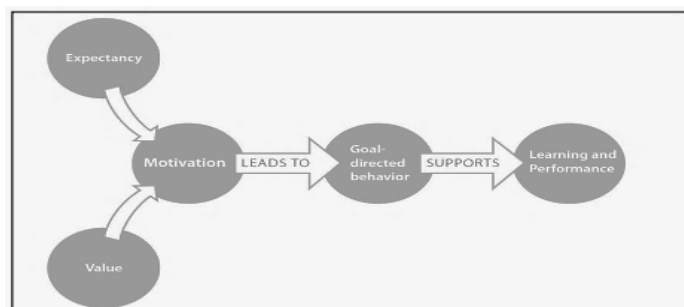 Expectancy
Motivation
LEADS TO
Goal-
directed
behavior
SUPPORTS
Learning and
Performance
Value